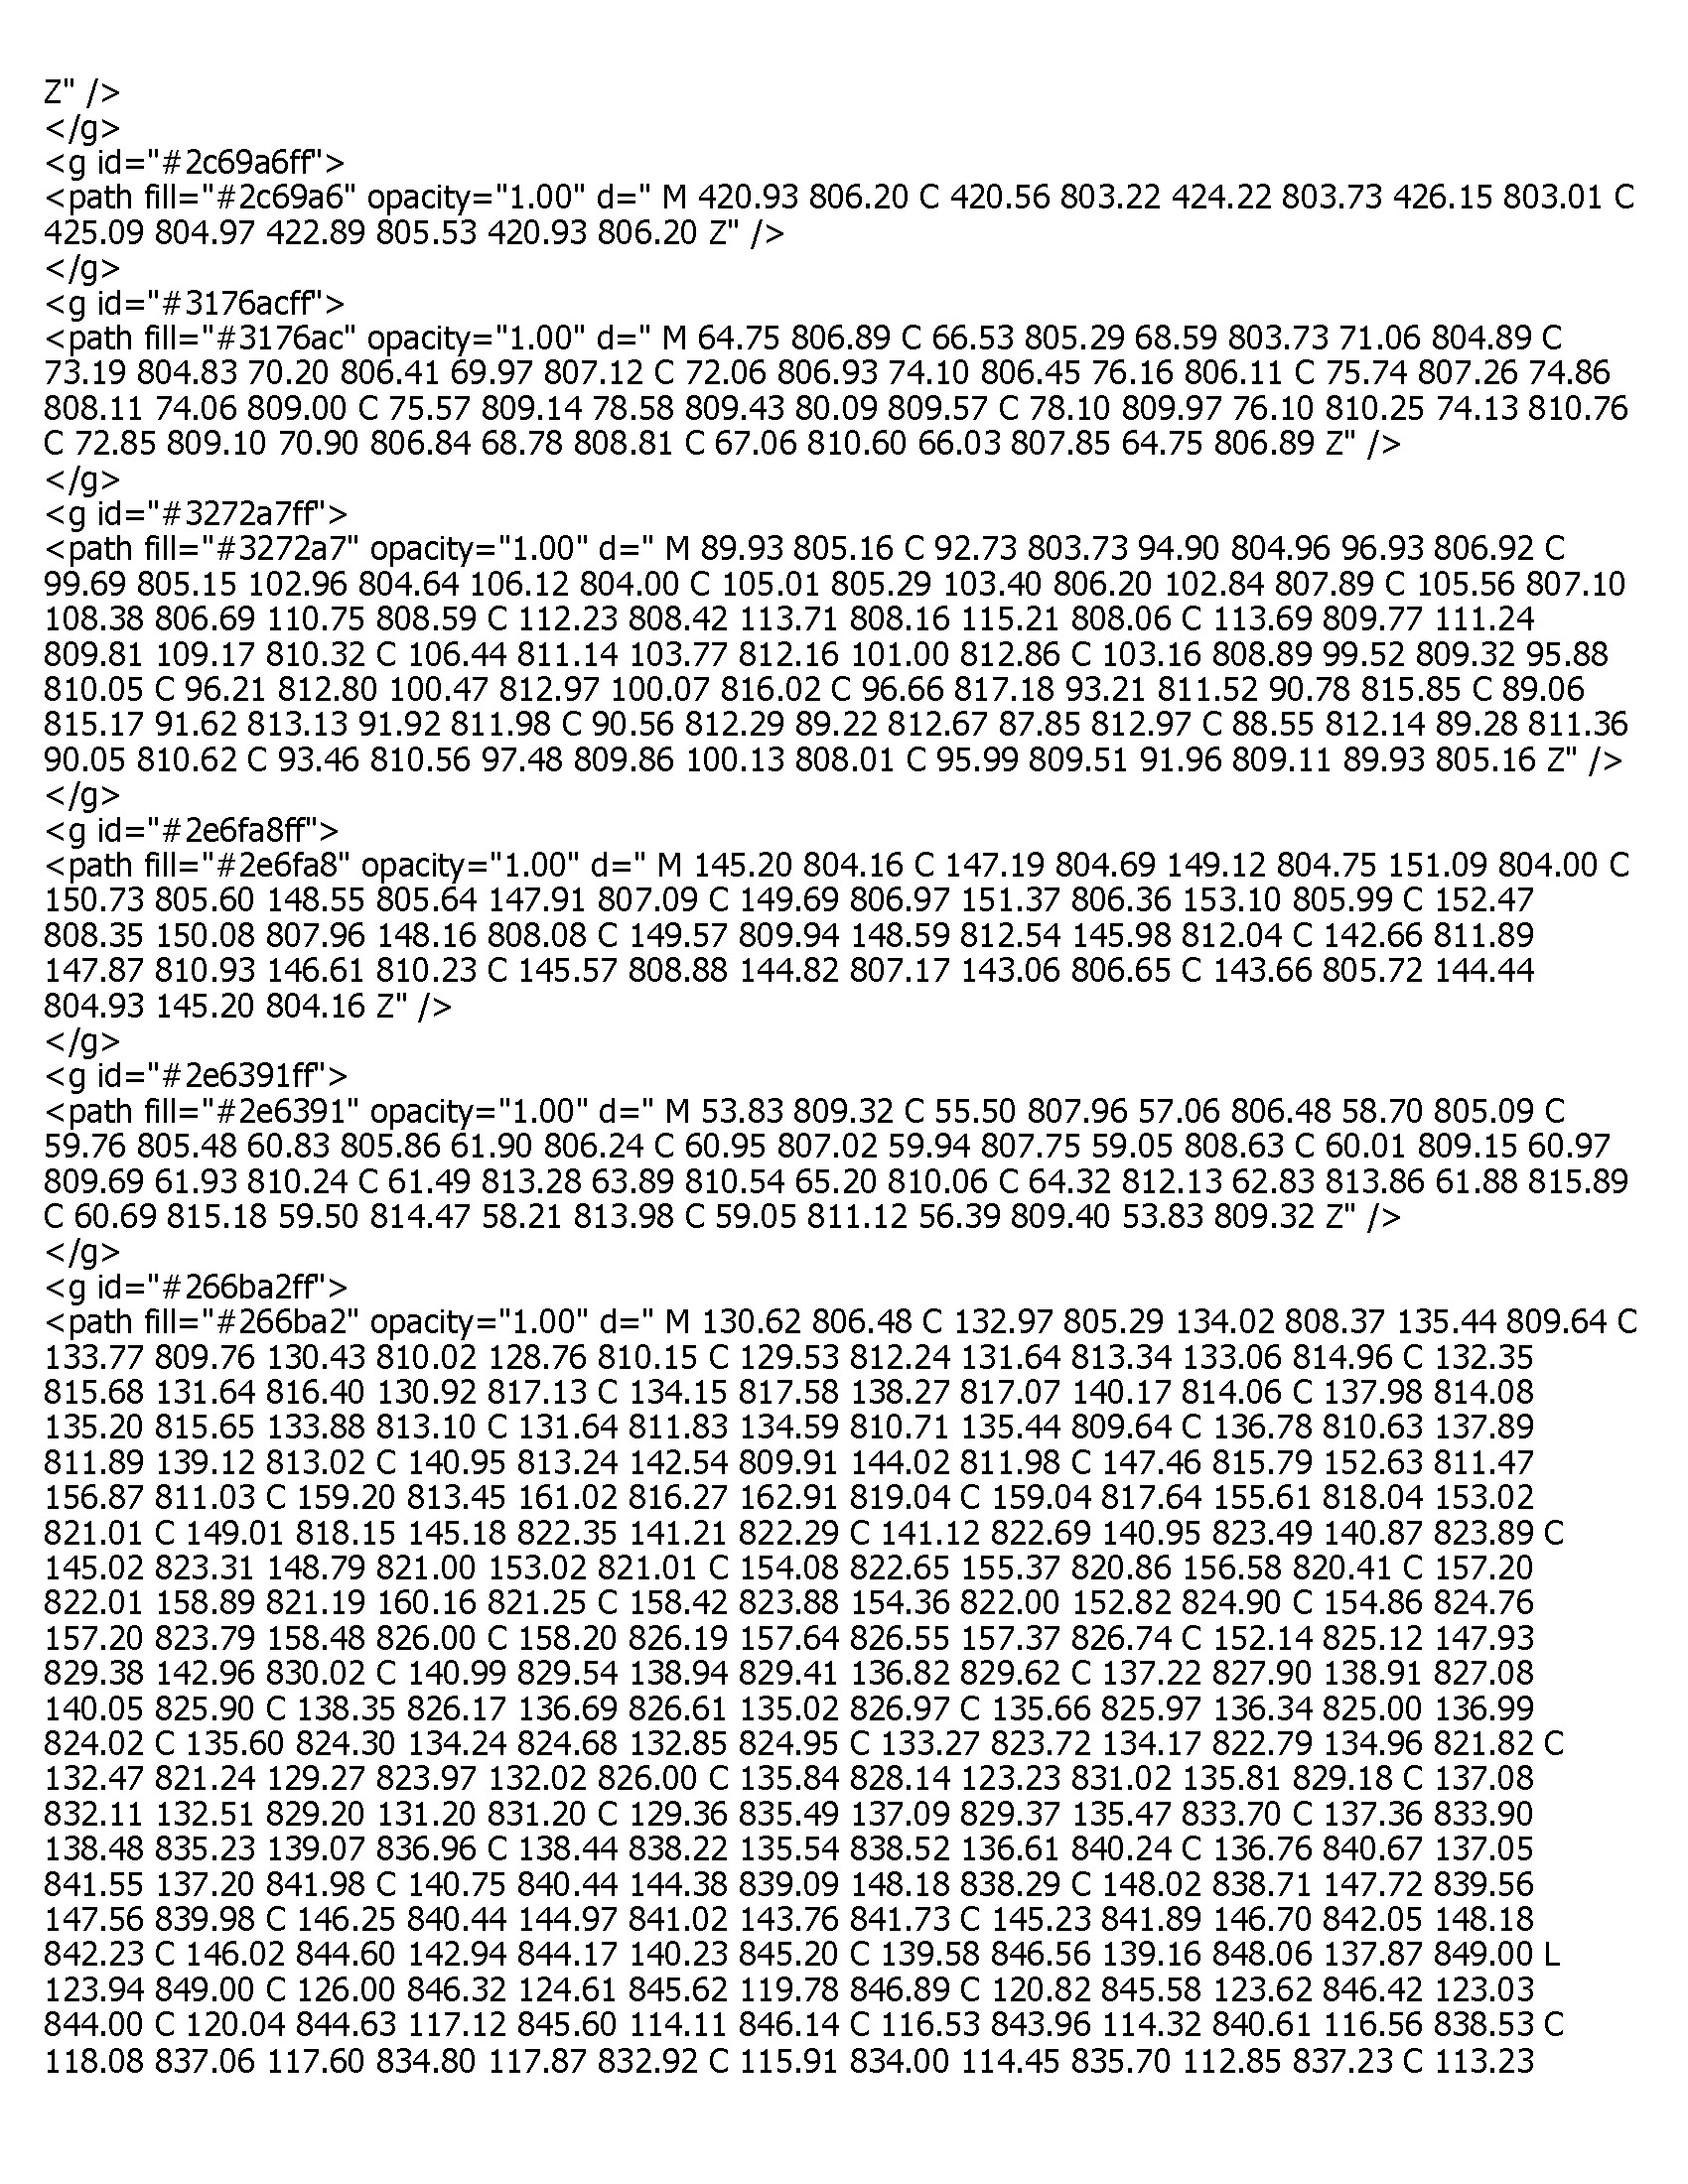 Z" />
</g>
<g id="#2c69a6ff">
<path fill="#2c69a6" opacity="1.00" d=" M 420.93 806.20 C 420.56 803.22 424.22 803.73 426.15 803.01 C
425.09 804.97 422.89 805.53 420.93 806.20 Z" />
</g>
<g id="#3176acff">
<path fill="#3176ac" opacity="1.00" d=" M 64.75 806.89 C 66.53 805.29 68.59 803.73 71.06 804.89 C
73.19 804.83 70.20 806.41 69.97 807.12 C 72.06 806.93 74.10 806.45 76.16 806.11 C 75.74 807.26 74.86
808.11 74.06 809.00 C 75.57 809.14 78.58 809.43 80.09 809.57 C 78.10 809.97 76.10 810.25 74.13 810.76
C 72.85 809.10 70.90 806.84 68.78 808.81 C 67.06 810.60 66.03 807.85 64.75 806.89 Z" />
</g>
<g id="#3272a7ff">
<path fill="#3272a7" opacity="1.00" d=" M 89.93 805.16 C 92.73 803.73 94.90 804.96 96.93 806.92 C
99.69 805.15 102.96 804.64 106.12 804.00 C 105.01 805.29 103.40 806.20 102.84 807.89 C 105.56 807.10
108.38 806.69 110.75 808.59 C 112.23 808.42 113.71 808.16 115.21 808.06 C 113.69 809.77 111.24
809.81 109.17 810.32 C 106.44 811.14 103.77 812.16 101.00 812.86 C 103.16 808.89 99.52 809.32 95.88
810.05 C 96.21 812.80 100.47 812.97 100.07 816.02 C 96.66 817.18 93.21 811.52 90.78 815.85 C 89.06
815.17 91.62 813.13 91.92 811.98 C 90.56 812.29 89.22 812.67 87.85 812.97 C 88.55 812.14 89.28 811.36
90.05 810.62 C 93.46 810.56 97.48 809.86 100.13 808.01 C 95.99 809.51 91.96 809.11 89.93 805.16 Z" />
</g>
<g id="#2e6fa8ff">
<path fill="#2e6fa8" opacity="1.00" d=" M 145.20 804.16 C 147.19 804.69 149.12 804.75 151.09 804.00 C
150.73 805.60 148.55 805.64 147.91 807.09 C 149.69 806.97 151.37 806.36 153.10 805.99 C 152.47
808.35 150.08 807.96 148.16 808.08 C 149.57 809.94 148.59 812.54 145.98 812.04 C 142.66 811.89
147.87 810.93 146.61 810.23 C 145.57 808.88 144.82 807.17 143.06 806.65 C 143.66 805.72 144.44
804.93 145.20 804.16 Z" />
</g>
<g id="#2e6391ff">
<path fill="#2e6391" opacity="1.00" d=" M 53.83 809.32 C 55.50 807.96 57.06 806.48 58.70 805.09 C
59.76 805.48 60.83 805.86 61.90 806.24 C 60.95 807.02 59.94 807.75 59.05 808.63 C 60.01 809.15 60.97
809.69 61.93 810.24 C 61.49 813.28 63.89 810.54 65.20 810.06 C 64.32 812.13 62.83 813.86 61.88 815.89
C 60.69 815.18 59.50 814.47 58.21 813.98 C 59.05 811.12 56.39 809.40 53.83 809.32 Z" />
</g>
<g id="#266ba2ff">
<path fill="#266ba2" opacity="1.00" d=" M 130.62 806.48 C 132.97 805.29 134.02 808.37 135.44 809.64 C
133.77 809.76 130.43 810.02 128.76 810.15 C 129.53 812.24 131.64 813.34 133.06 814.96 C 132.35
815.68 131.64 816.40 130.92 817.13 C 134.15 817.58 138.27 817.07 140.17 814.06 C 137.98 814.08
135.20 815.65 133.88 813.10 C 131.64 811.83 134.59 810.71 135.44 809.64 C 136.78 810.63 137.89
811.89 139.12 813.02 C 140.95 813.24 142.54 809.91 144.02 811.98 C 147.46 815.79 152.63 811.47
156.87 811.03 C 159.20 813.45 161.02 816.27 162.91 819.04 C 159.04 817.64 155.61 818.04 153.02
821.01 C 149.01 818.15 145.18 822.35 141.21 822.29 C 141.12 822.69 140.95 823.49 140.87 823.89 C
145.02 823.31 148.79 821.00 153.02 821.01 C 154.08 822.65 155.37 820.86 156.58 820.41 C 157.20
822.01 158.89 821.19 160.16 821.25 C 158.42 823.88 154.36 822.00 152.82 824.90 C 154.86 824.76
157.20 823.79 158.48 826.00 C 158.20 826.19 157.64 826.55 157.37 826.74 C 152.14 825.12 147.93
829.38 142.96 830.02 C 140.99 829.54 138.94 829.41 136.82 829.62 C 137.22 827.90 138.91 827.08
140.05 825.90 C 138.35 826.17 136.69 826.61 135.02 826.97 C 135.66 825.97 136.34 825.00 136.99
824.02 C 135.60 824.30 134.24 824.68 132.85 824.95 C 133.27 823.72 134.17 822.79 134.96 821.82 C
132.47 821.24 129.27 823.97 132.02 826.00 C 135.84 828.14 123.23 831.02 135.81 829.18 C 137.08
832.11 132.51 829.20 131.20 831.20 C 129.36 835.49 137.09 829.37 135.47 833.70 C 137.36 833.90
138.48 835.23 139.07 836.96 C 138.44 838.22 135.54 838.52 136.61 840.24 C 136.76 840.67 137.05
841.55 137.20 841.98 C 140.75 840.44 144.38 839.09 148.18 838.29 C 148.02 838.71 147.72 839.56
147.56 839.98 C 146.25 840.44 144.97 841.02 143.76 841.73 C 145.23 841.89 146.70 842.05 148.18
842.23 C 146.02 844.60 142.94 844.17 140.23 845.20 C 139.58 846.56 139.16 848.06 137.87 849.00 L
123.94 849.00 C 126.00 846.32 124.61 845.62 119.78 846.89 C 120.82 845.58 123.62 846.42 123.03
844.00 C 120.04 844.63 117.12 845.60 114.11 846.14 C 116.53 843.96 114.32 840.61 116.56 838.53 C
118.08 837.06 117.60 834.80 117.87 832.92 C 115.91 834.00 114.45 835.70 112.85 837.23 C 113.23